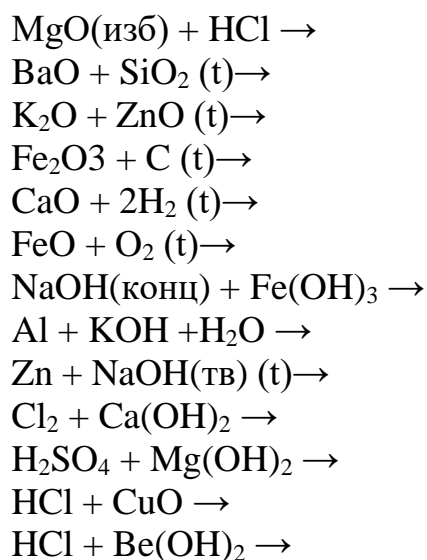 MgO(изб) + HCl →
BaO + SiO₂ (t)→
K₂O + ZnO (t)→
Fe₂O3 + C (t)→
CaO + 2H₂ (t)→
FeO + O₂ (t)→
NaOH(конц) + Fe(OH)₃ →
Al + KOH +H₂O →
Zn + NaOH(тв) (t)→
Cl₂ + Ca(OH)₂ →
H₂SO₄ + Mg(OH)₂ →
HCl + CuO →
HCl + Be(OH)₂ →